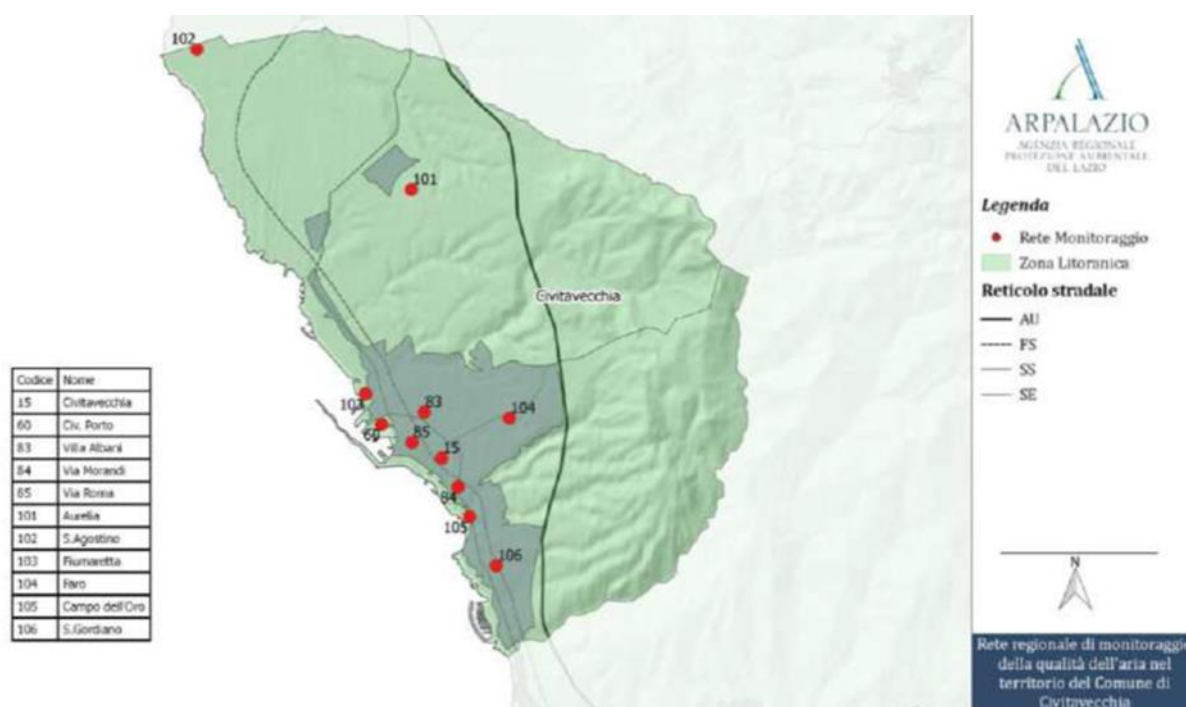 102
101
Civitavecchia
103
83
104
60
85
15
84
105
106
Codice Nome
15 Civitavecchia
60 Civ. Porto
83 Villa Albani
84 Via Morandi
85 Via Roma
101 Aurelia
102 S.Agostino
103 Fiumaretta
104 Faro
105 Campo dell'Oro
106 S.Gordiano
ARPALAZIO
AGENZIA REGIONALE
PROTEZIONE AMBIENTALE
DEL LAZIO
Legenda
Rete Monitoraggio
Zona Litoranica
Reticolo stradale
AU
FS
SS
SE
N
Rete regionale di monitoraggio
della qualità dell'aria nel
territorio del Comune di
Civitavecchia